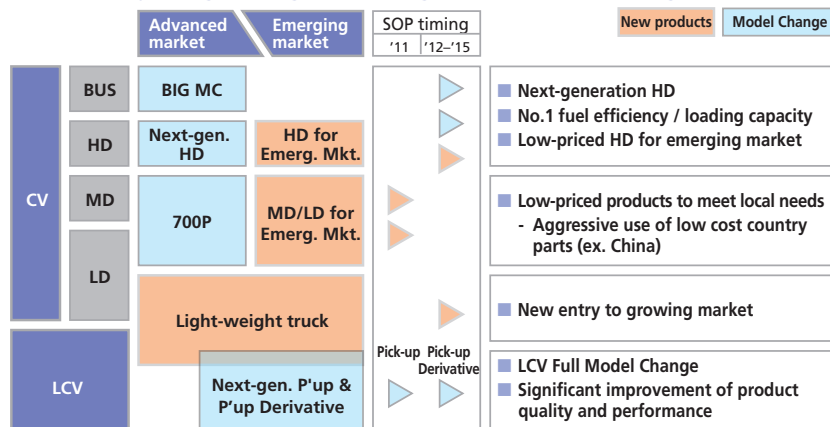 Advanced
market
Emerging
market
SOP timing
'11
'12–'15
New products
Model Change
CV
BUS
BIG MC
HD
Next-gen.
HD
HD for
Emerg. Mkt.
■ Next-generation HD
■ No.1 fuel efficiency / loading capacity
■ Low-priced HD for emerging market
MD
700P
MD/LD for
Emerg. Mkt.
■ Low-priced products to meet local needs
- Aggressive use of low cost country
parts (ex. China)
LD
Light-weight truck
■ New entry to growing market
LCV
Next-gen. P'up &
P'up Derivative
Pick-up
Pick-up
Derivative
■ LCV Full Model Change
■ Significant improvement of product
quality and performance